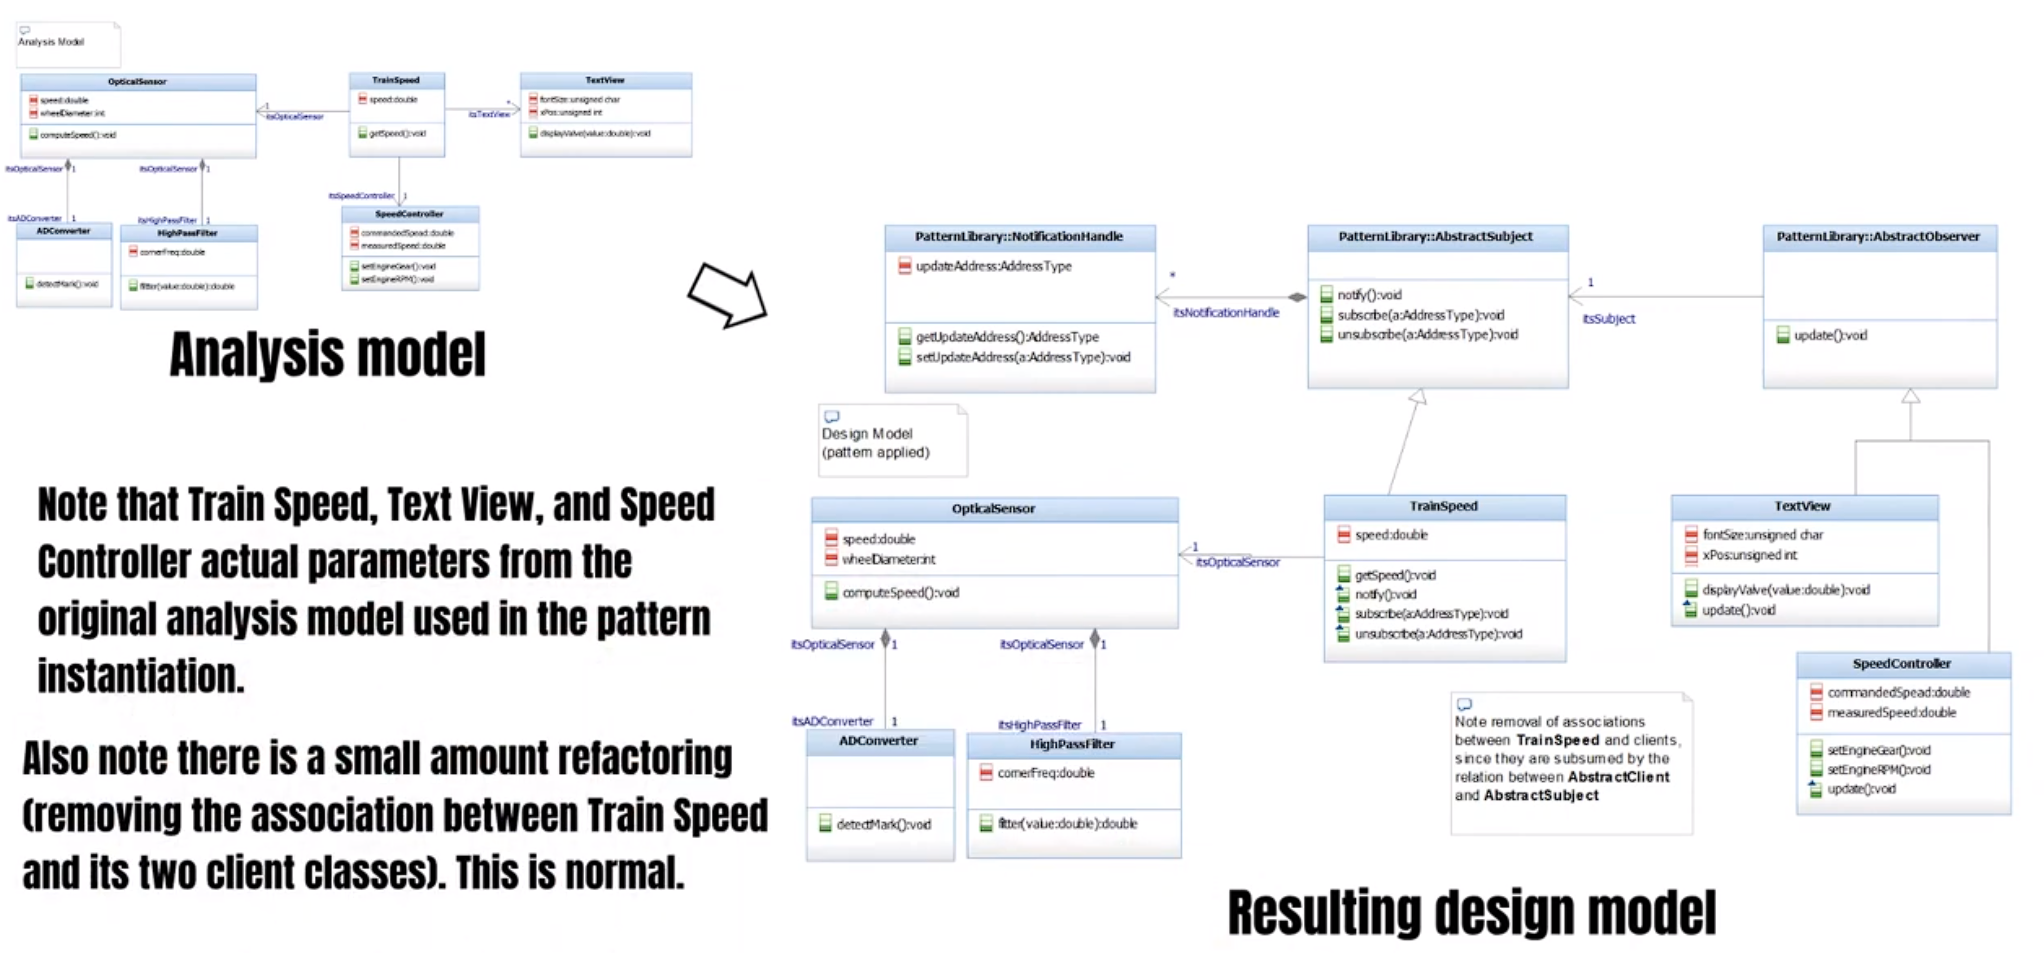 Analysis Model
OpticalSensor
speed:double
wheelDiameter:int
computeSpeed():void
TrainSpeed
speed:double
getSpeed():void
TextView
fontSize:unsigned char
xPos:unsigned int
displayValve(value:double):void
1
itsOpticalSensor
*
itsTextView
itsOpticalSensor 1
itsOpticalSensor 1
itsADConverter 1
itsHighPassFilter 1
itsSpeedController 1
ADConverter
detectMark():void
HighPassFilter
cornerFreq:double
filter(value:double):double
SpeedController
commandedSpead:double
measuredSpeed:double
setEngineGear():void
setEngineRPM():void
Analysis model
Note that Train Speed, Text View, and Speed
Controller actual parameters from the
original analysis model used in the pattern
instantiation.
Also note there is a small amount refactoring
(removing the association between Train Speed
and its two client classes). This is normal.
PatternLibrary::NotificationHandle
updateAddress:AddressType
getUpdateAddress():AddressType
setUpdateAddress(a:AddressType):void
*
itsNotificationHandle
PatternLibrary::AbstractSubject
notify():void
subscribe(a:AddressType):void
unsubscribe(a:AddressType):void
1
itsSubject
PatternLibrary::AbstractObserver
update():void
Design Model
(pattern applied)
OpticalSensor
speed:double
wheelDiameter:int
computeSpeed():void
1
itsOpticalSensor
TrainSpeed
speed:double
getSpeed():void
notify():void
subscribe(a:AddressType):void
unsubscribe(a:AddressType):void
TextView
fontSize:unsigned char
xPos:unsigned int
displayValve(value:double):void
update():void
itsOpticalSensor 1
itsOpticalSensor 1
itsADConverter 1
itsHighPassFilter 1
ADConverter
detectMark():void
HighPassFilter
cornerFreq:double
filter(value:double):double
Note removal of associations
between TrainSpeed and clients,
since they are subsumed by the
relation between AbstractClient
and AbstractSubject
SpeedController
commandedSpead:double
measuredSpeed:double
setEngineGear():void
setEngineRPM():void
update():void
Resulting design model